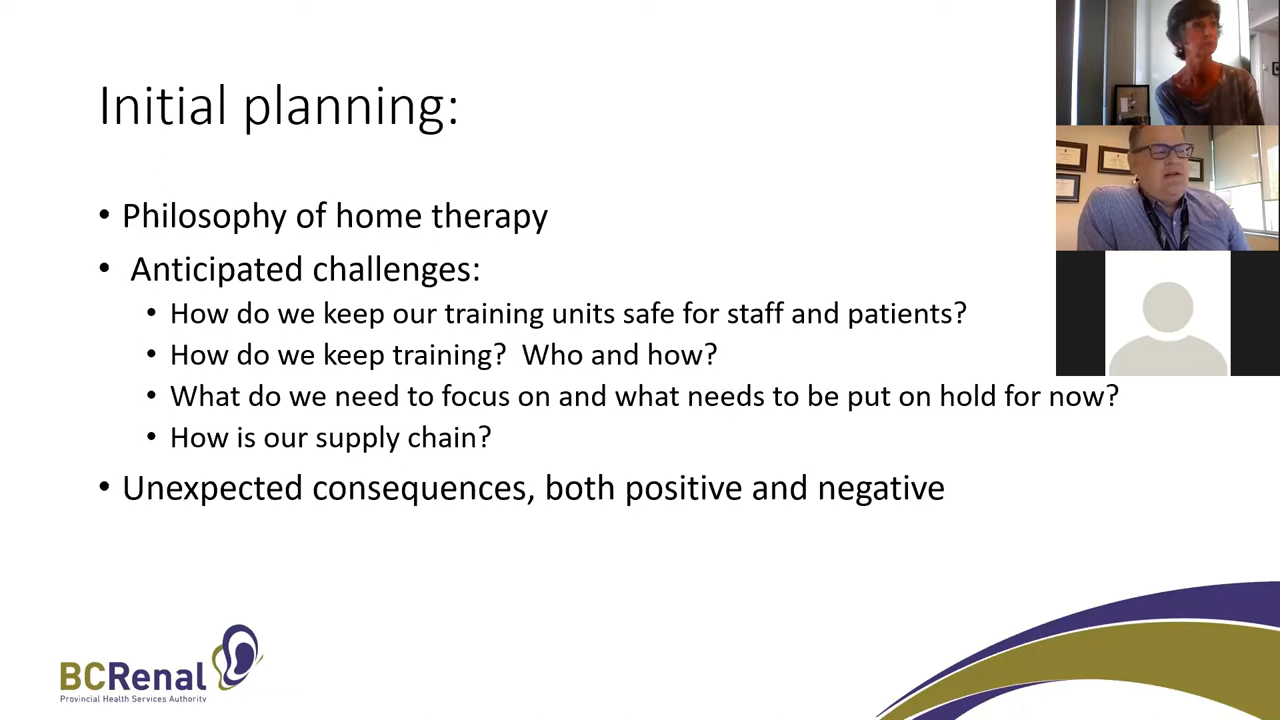 Initial planning:
• Philosophy of home therapy
• Anticipated challenges:
• How do we keep our training units safe for staff and patients?
• How do we keep training?  Who and how?
• What do we need to focus on and what needs to be put on hold for now?
• How is our supply chain?
• Unexpected consequences, both positive and negative
BCRenal
Provincial Health Services Authority